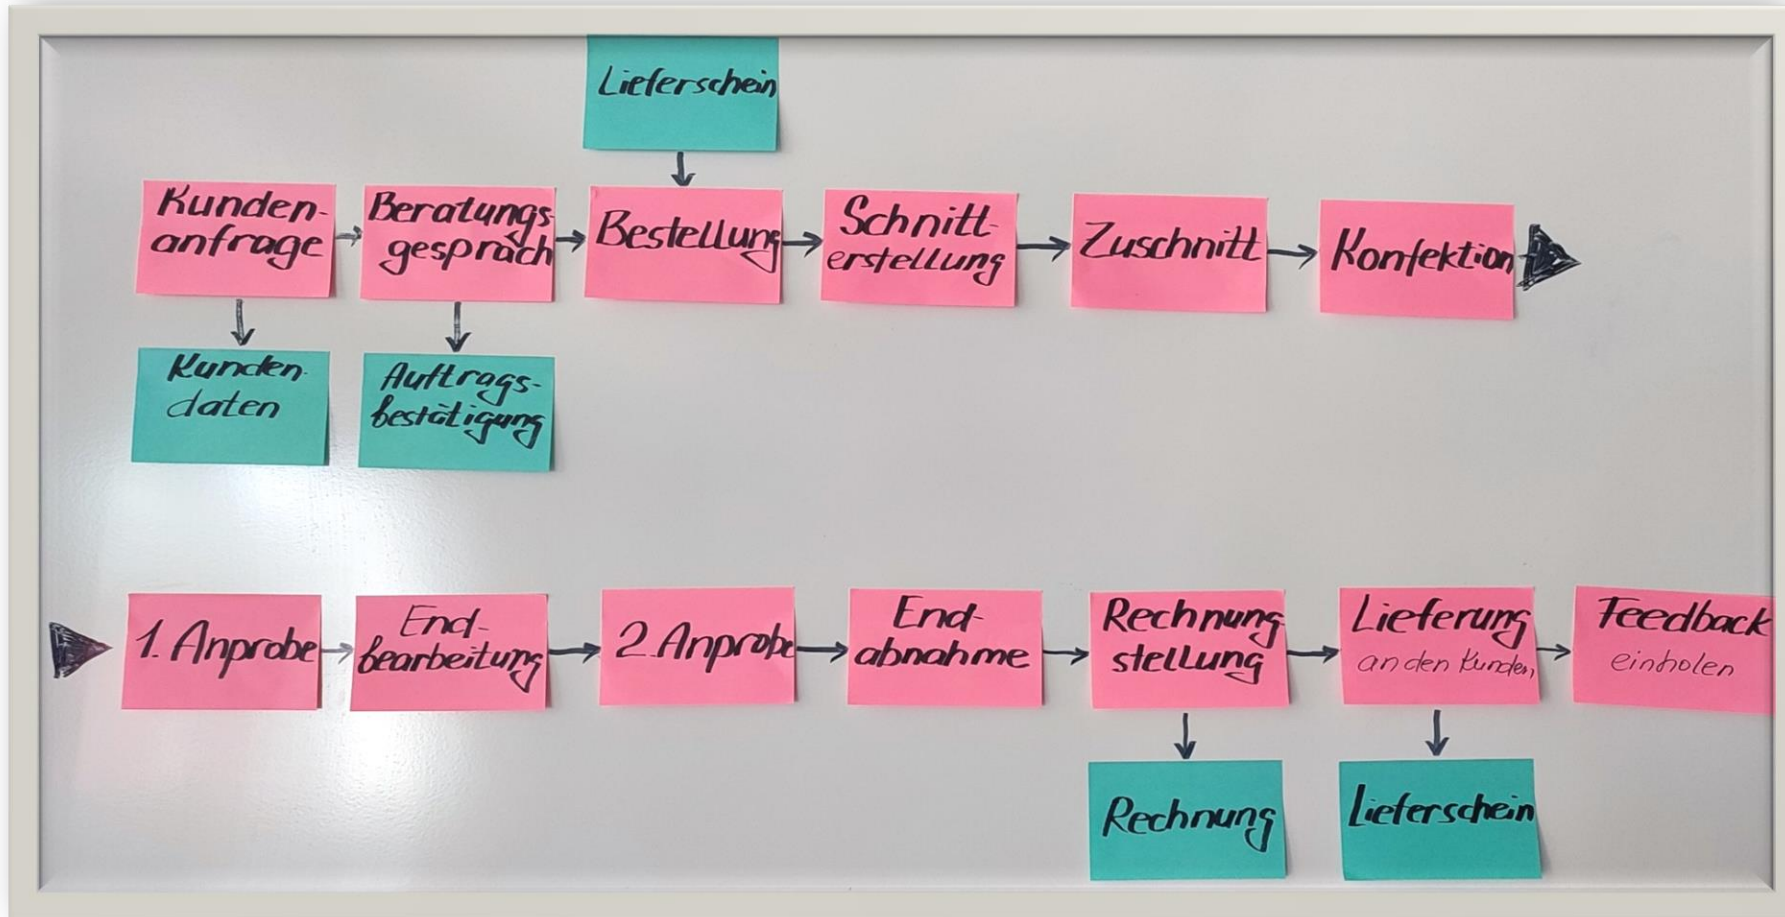 Lieferschein
Kunden-
anfrage
Beratungs-
gespräch
Bestellung
Schnitt-
erstellung
Zuschnitt
Konfektion
Kunden-
daten
Auftrags-
bestätigung
1. Anprobe
End-
bearbeitung
2. Anprobe
End-
abnahme
Rechnung-
stellung
Lieferung
an den Kunden
Feedback
einholen
Rechnung
Lieferschein